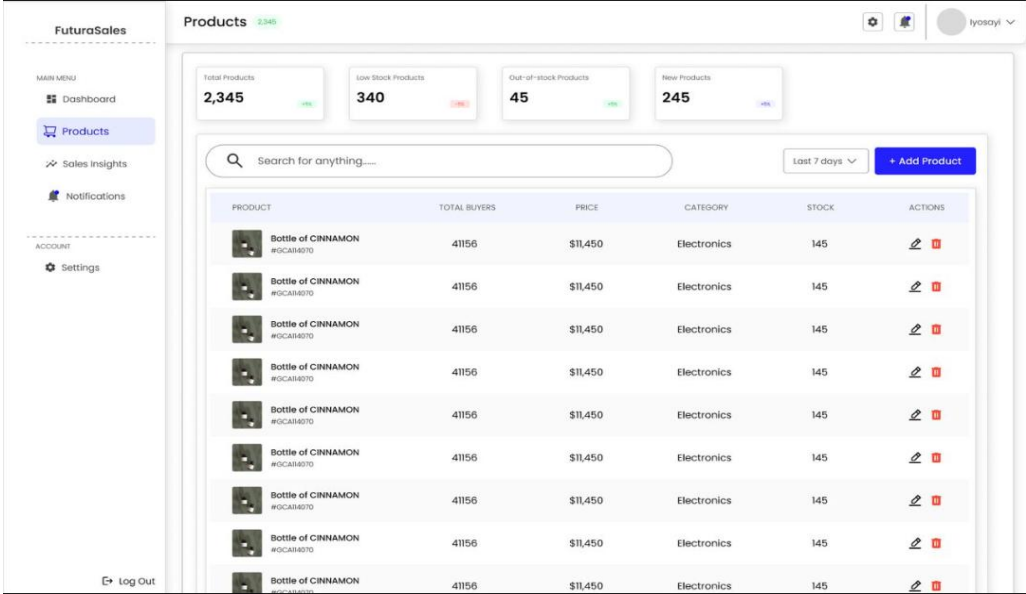 FuturaSales
MAIN MENU
Dashboard
Products
Sales Insights
Notifications
ACCOUNT
Settings
Log Out
Products 2,345
Iyosayi
Total Products
2,345 +5%
Low Stock Products
340 -5%
Out-of-stock Products
45 +5%
New Products
245 +5%
Search for anything......
Last 7 days
+ Add Product
PRODUCT TOTAL BUYERS PRICE CATEGORY STOCK ACTIONS
Bottle of CINNAMON
#GCA114070
41156 $11,450 Electronics 145
Bottle of CINNAMON
#GCA114070
41156 $11,450 Electronics 145
Bottle of CINNAMON
#GCA114070
41156 $11,450 Electronics 145
Bottle of CINNAMON
#GCA114070
41156 $11,450 Electronics 145
Bottle of CINNAMON
#GCA114070
41156 $11,450 Electronics 145
Bottle of CINNAMON
#GCA114070
41156 $11,450 Electronics 145
Bottle of CINNAMON
#GCA114070
41156 $11,450 Electronics 145
Bottle of CINNAMON
#GCA114070
41156 $11,450 Electronics 145
Bottle of CINNAMON
#GCA114070
41156 $11,450 Electronics 145